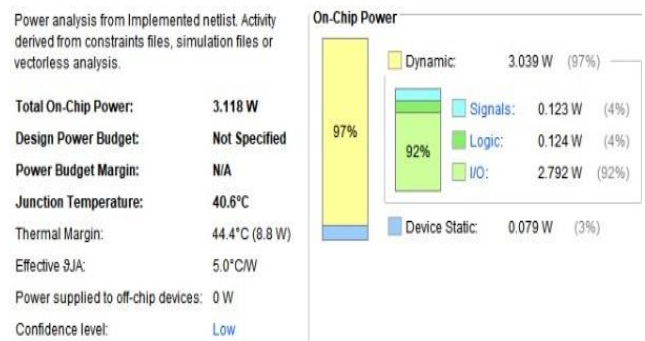 Power analysis from Implemented netlist. Activity
derived from constraints files, simulation files or
vectorless analysis.
Total On-Chip Power: 3.118 W
Design Power Budget: Not Specified
Power Budget Margin: N/A
Junction Temperature: 40.6°C
Thermal Margin: 44.4°C (8.8 W)
Effective ϑJA: 5.0°C/W
Power supplied to off-chip devices: 0 W
Confidence level: Low
On-Chip Power
Dynamic: 3.039 W (97%)
97%
92%
Signals: 0.123 W (4%)
Logic: 0.124 W (4%)
I/O: 2.792 W (92%)
Device Static: 0.079 W (3%)